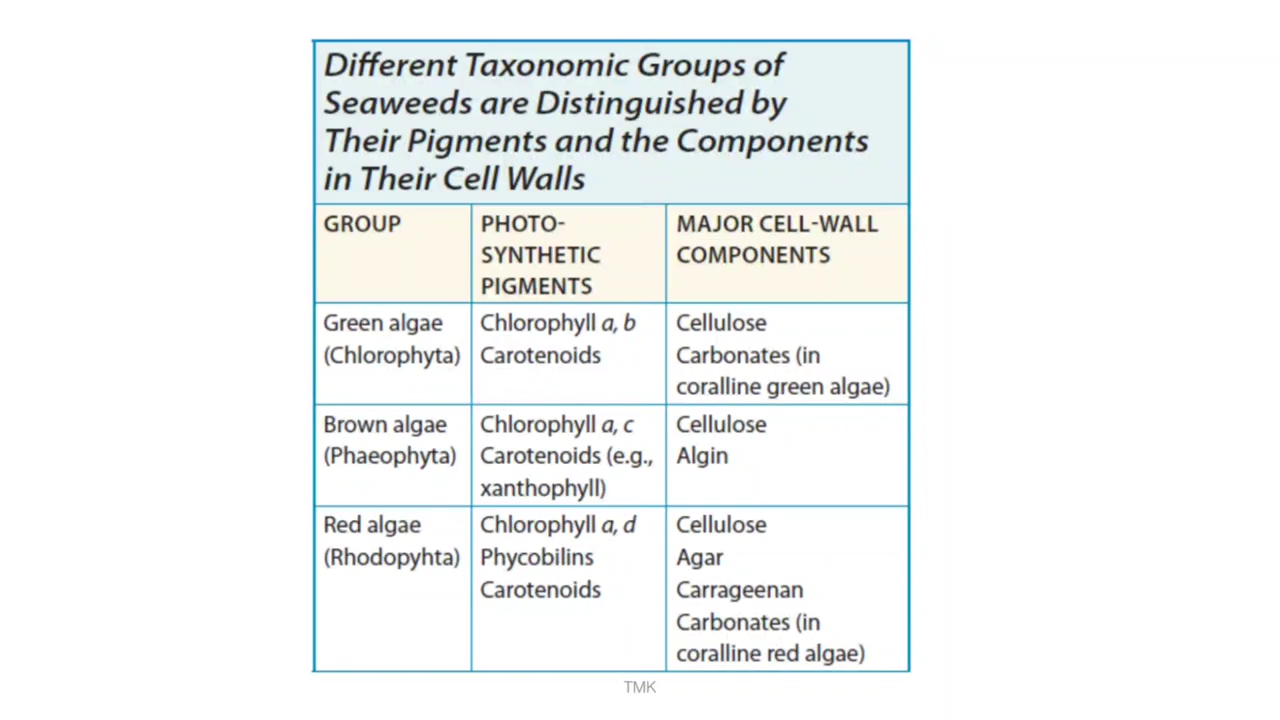 Different Taxonomic Groups of
Seaweeds are Distinguished by
Their Pigments and the Components
in Their Cell Walls
GROUP
PHOTO-
SYNTHETIC
PIGMENTS
MAJOR CELL-WALL
COMPONENTS
Green algae
(Chlorophyta)
Chlorophyll a, b
Carotenoids
Cellulose
Carbonates (in
coralline green algae)
Brown algae
(Phaeophyta)
Chlorophyll a, c
Carotenoids (e.g.,
xanthophyll)
Cellulose
Algin
Red algae
(Rhodopyhta)
Chlorophyll a, d
Phycobilins
Carotenoids
Cellulose
Agar
Carrageenan
Carbonates (in
coralline red algae)
TMK